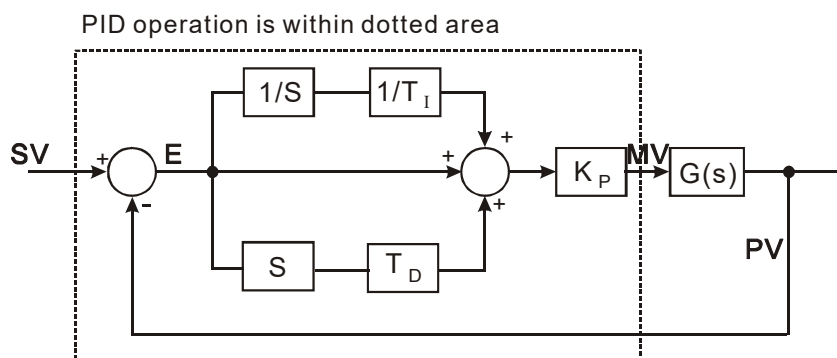 PID operation is within dotted area
1/S
1/T I
+
SV
+
E
+
K P
MV
G(s)
-
+
S
T D
PV